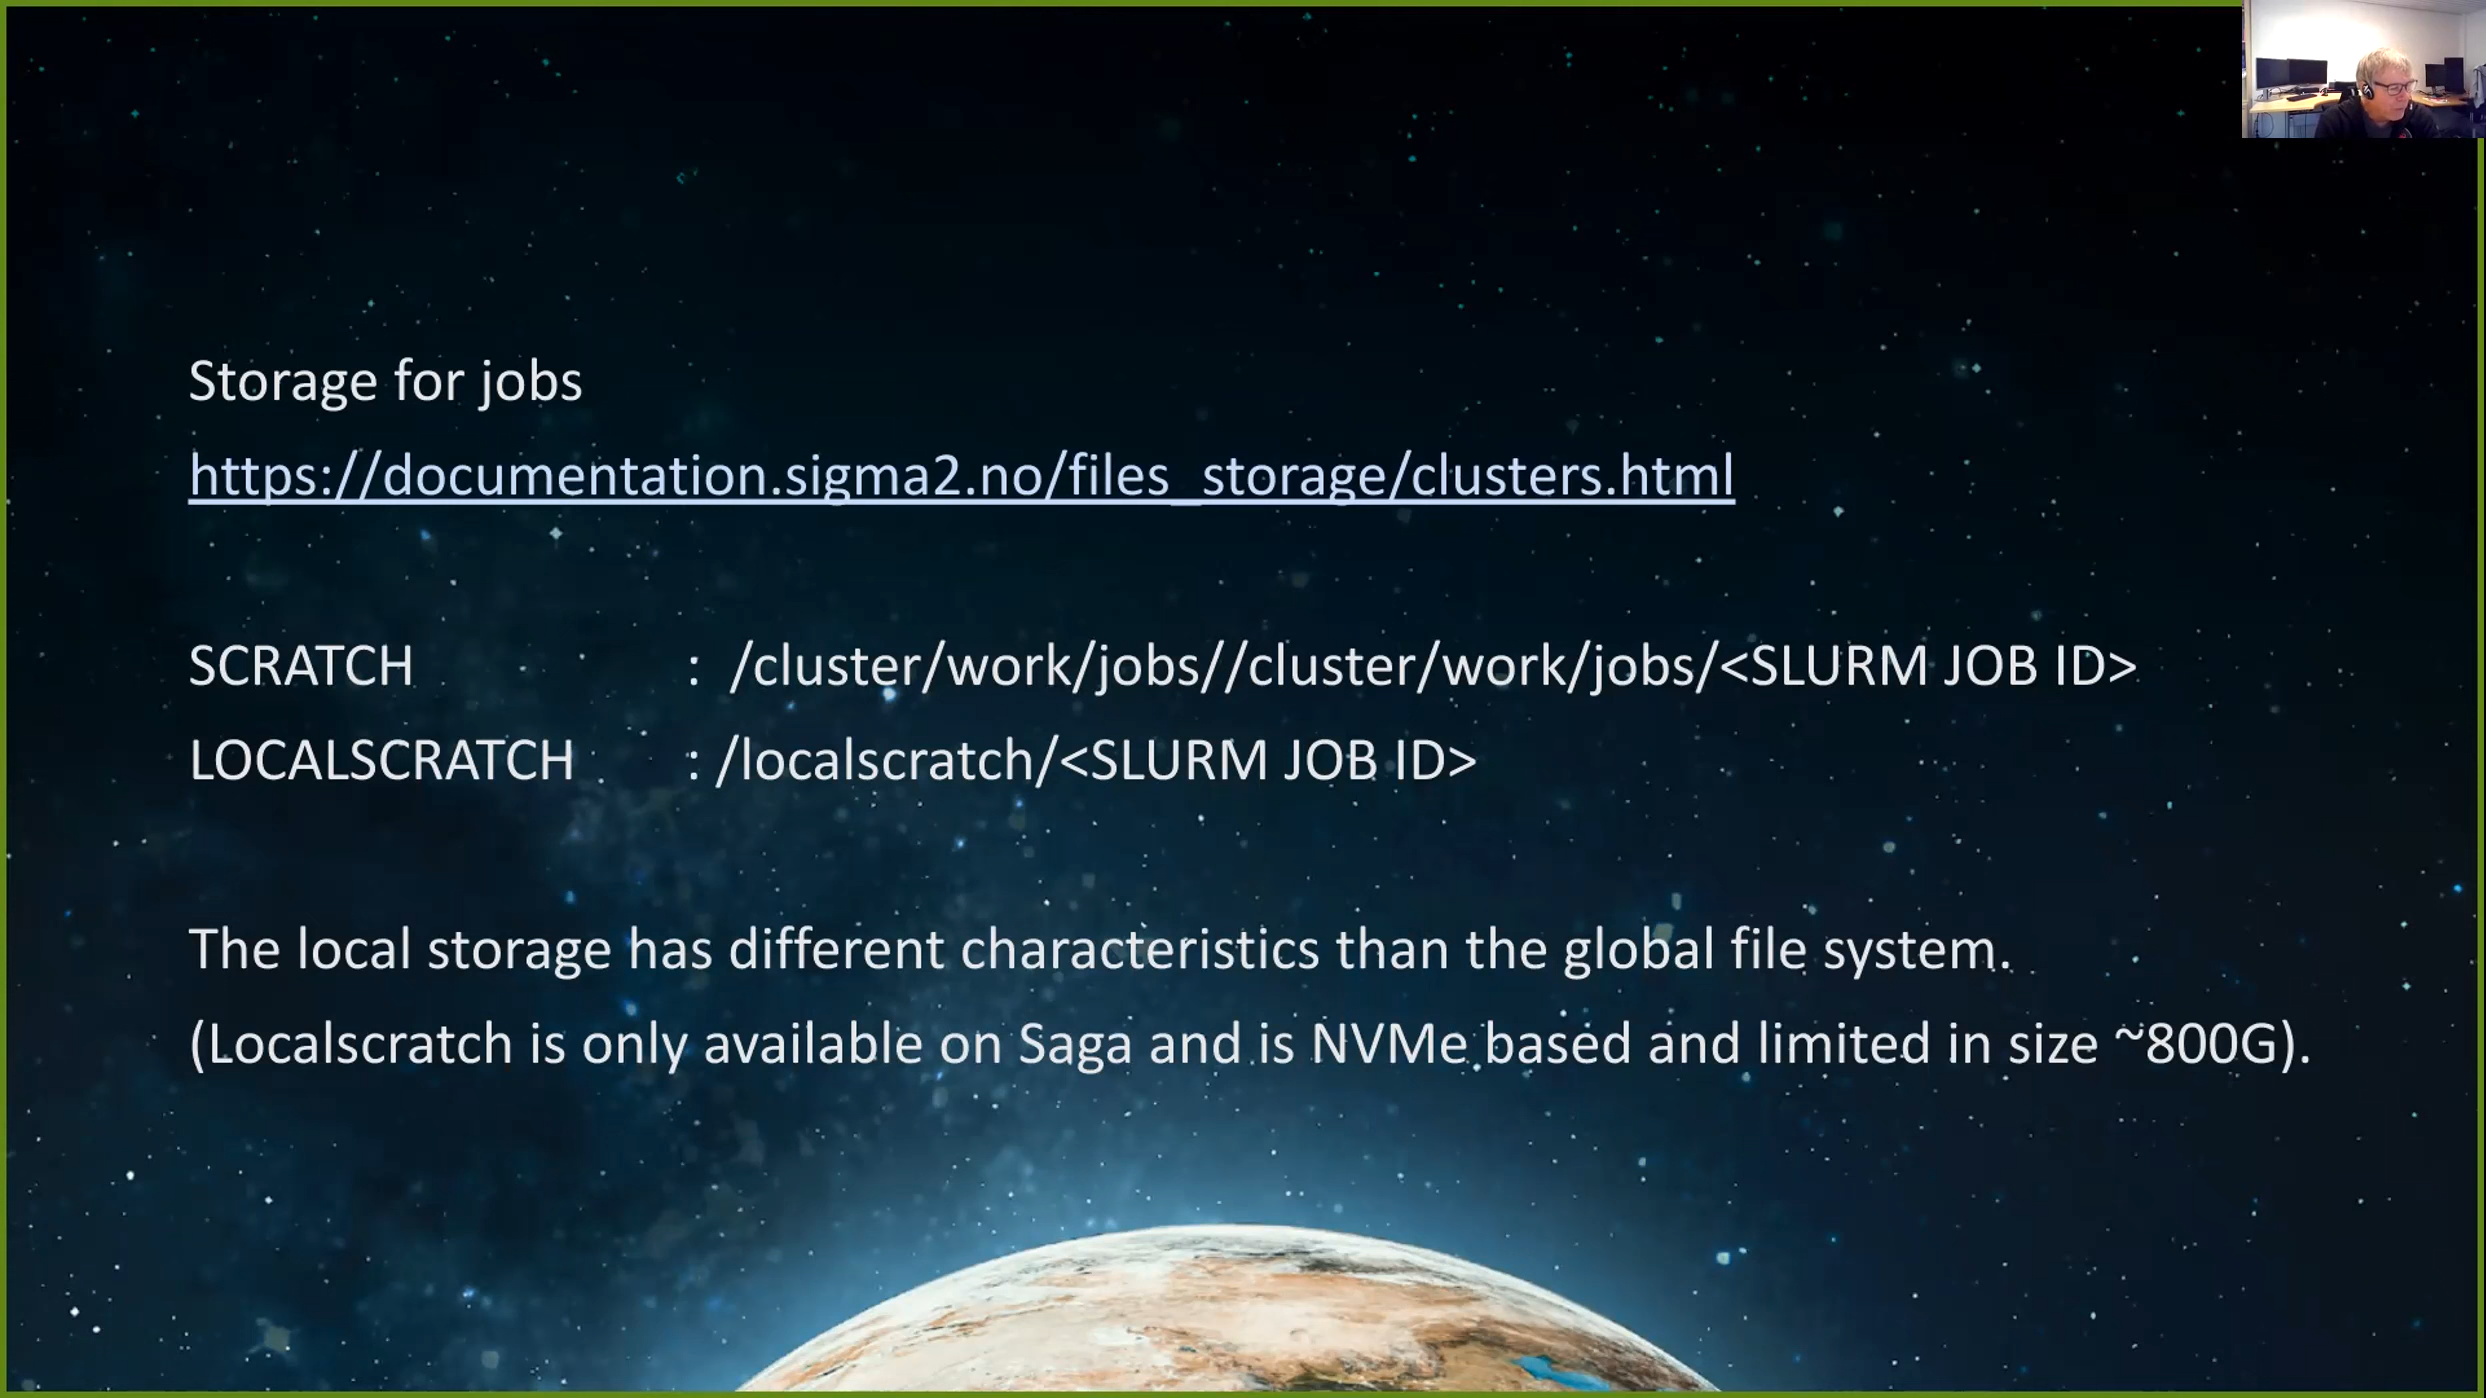 Storage for jobs
https://documentation.sigma2.no/files_storage/clusters.html
SCRATCH : /cluster/work/jobs//cluster/work/jobs/<SLURM JOB ID>
LOCALSCRATCH : /localscratch/<SLURM JOB ID>
The local storage has different characteristics than the global file system.
(Localscratch is only available on Saga and is NVMe based and limited in size ~800G).